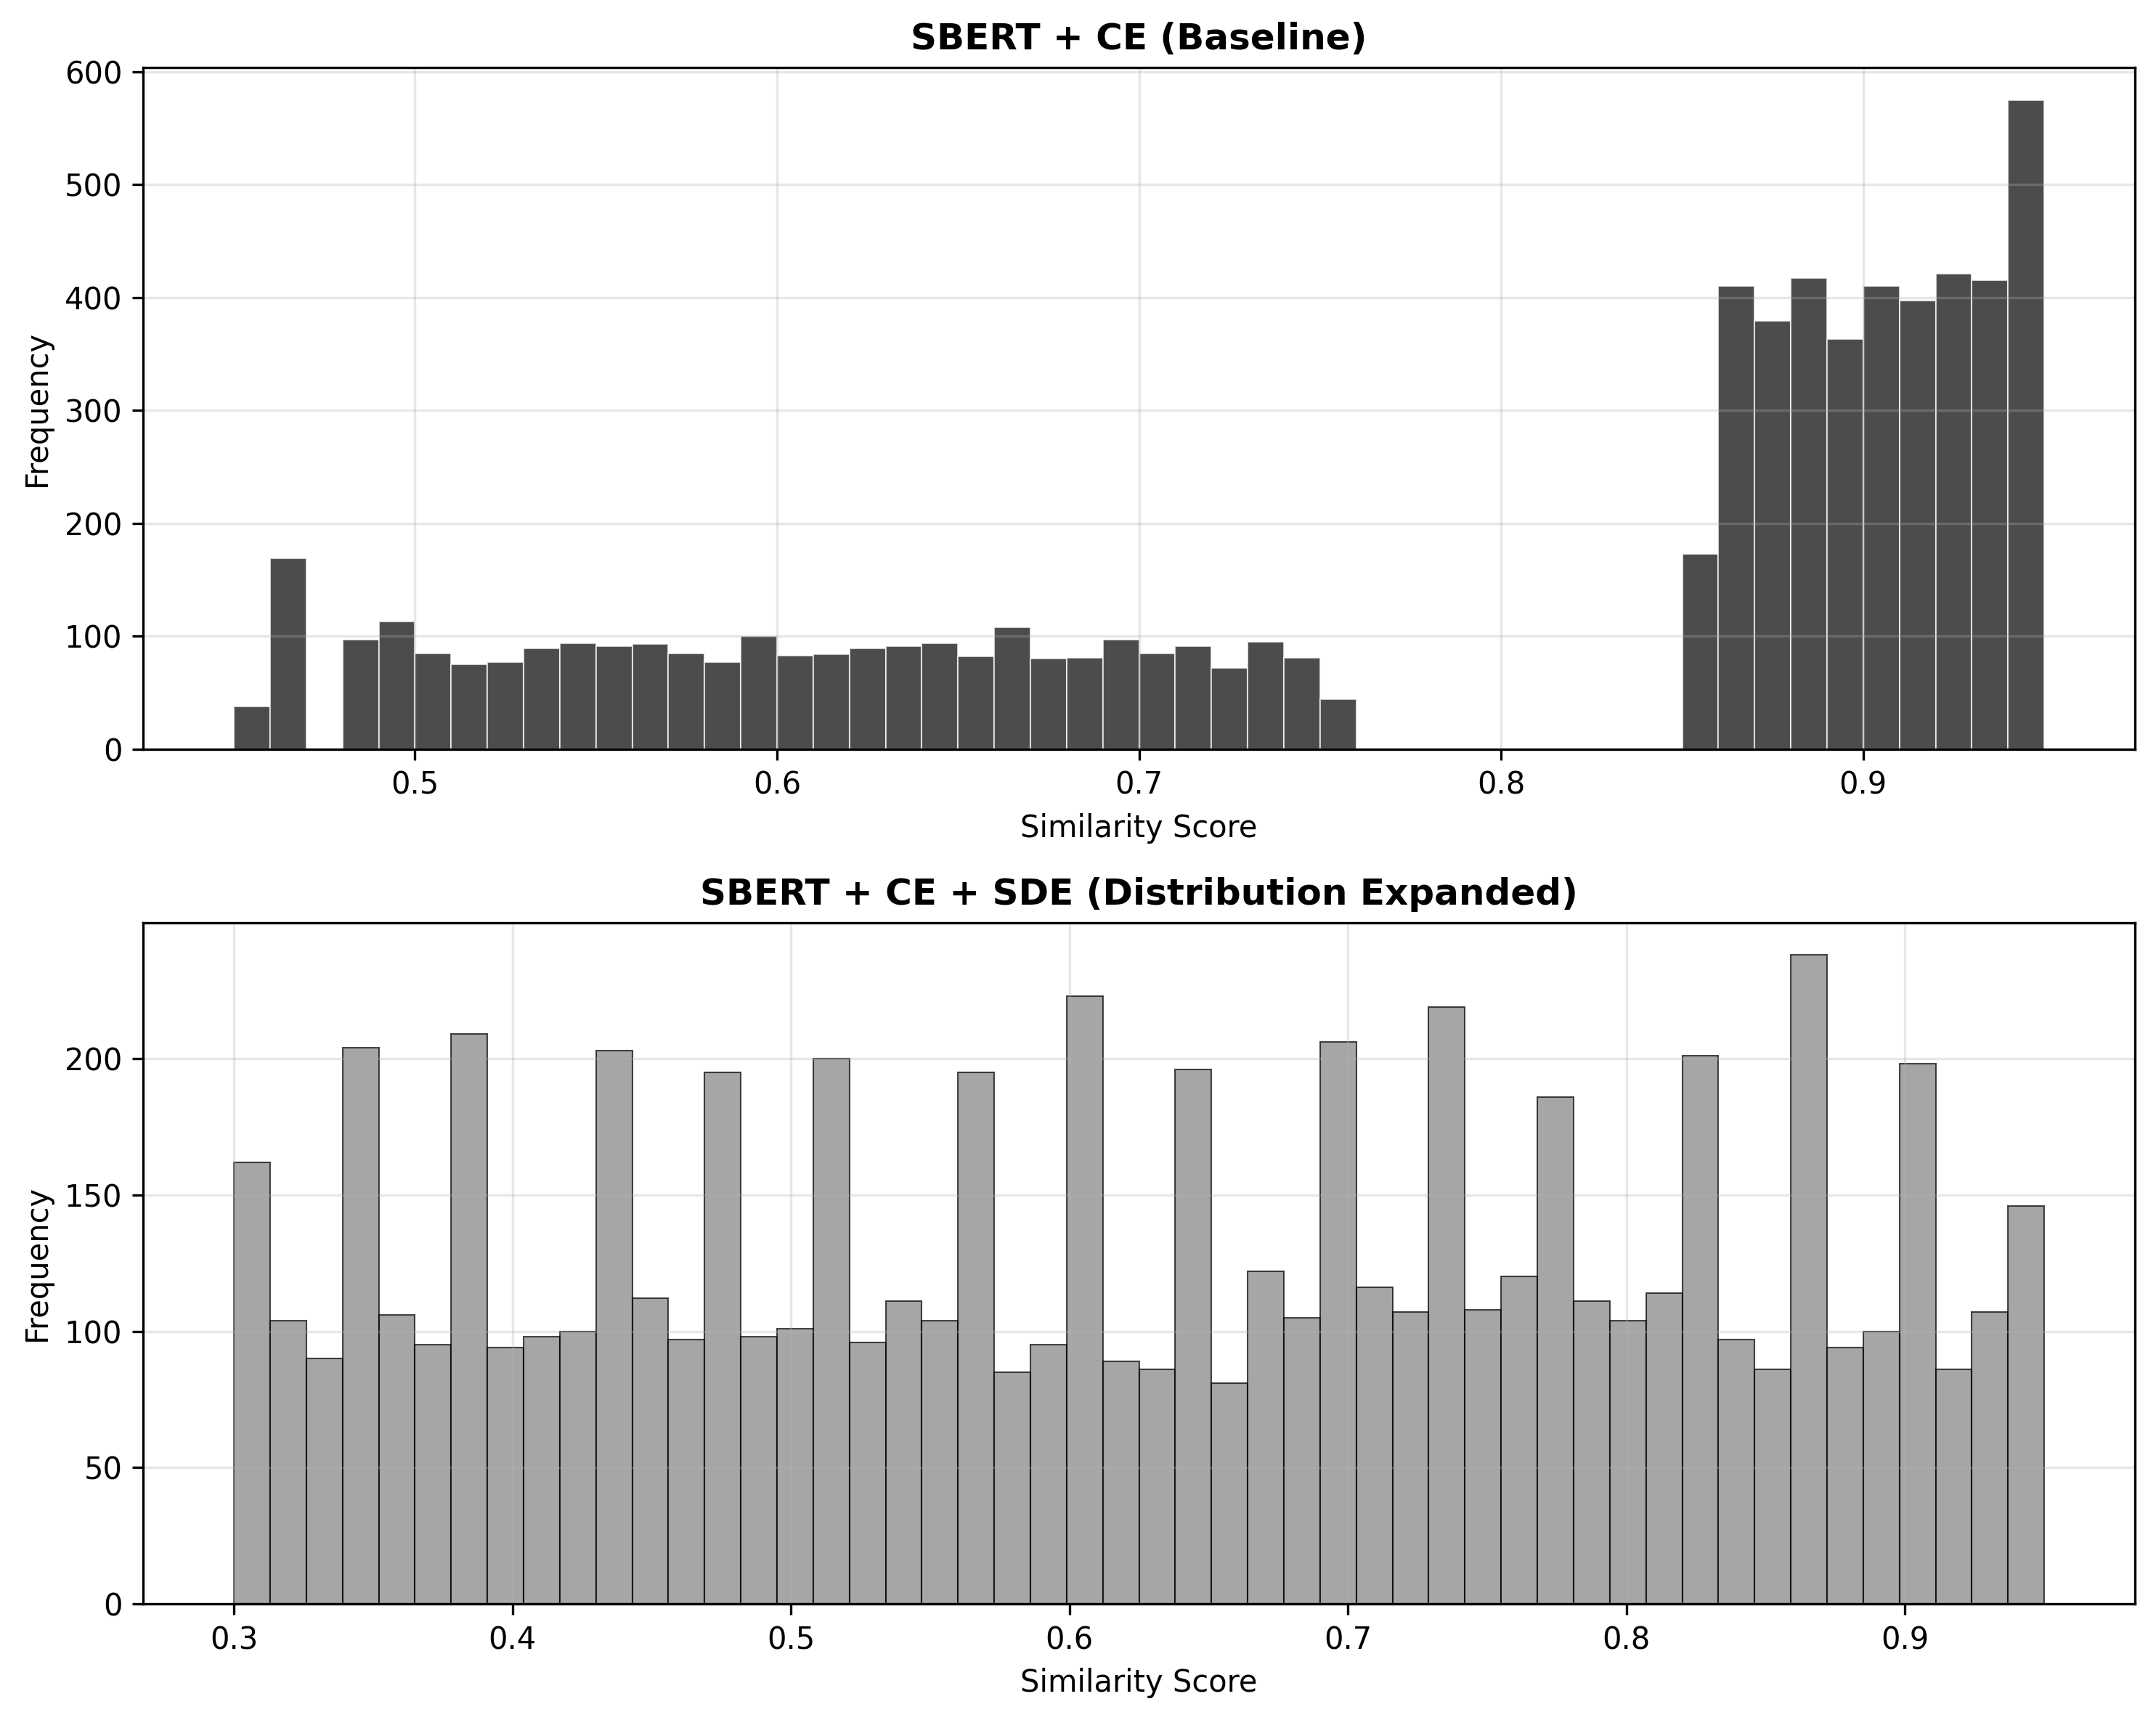 SBERT + CE (Baseline)
600
500
400
300
200
100
0
Frequency
0.5 0.6 0.7 0.8 0.9
Similarity Score
SBERT + CE + SDE (Distribution Expanded)
200
150
100
50
0
Frequency
0.3 0.4 0.5 0.6 0.7 0.8 0.9
Similarity Score